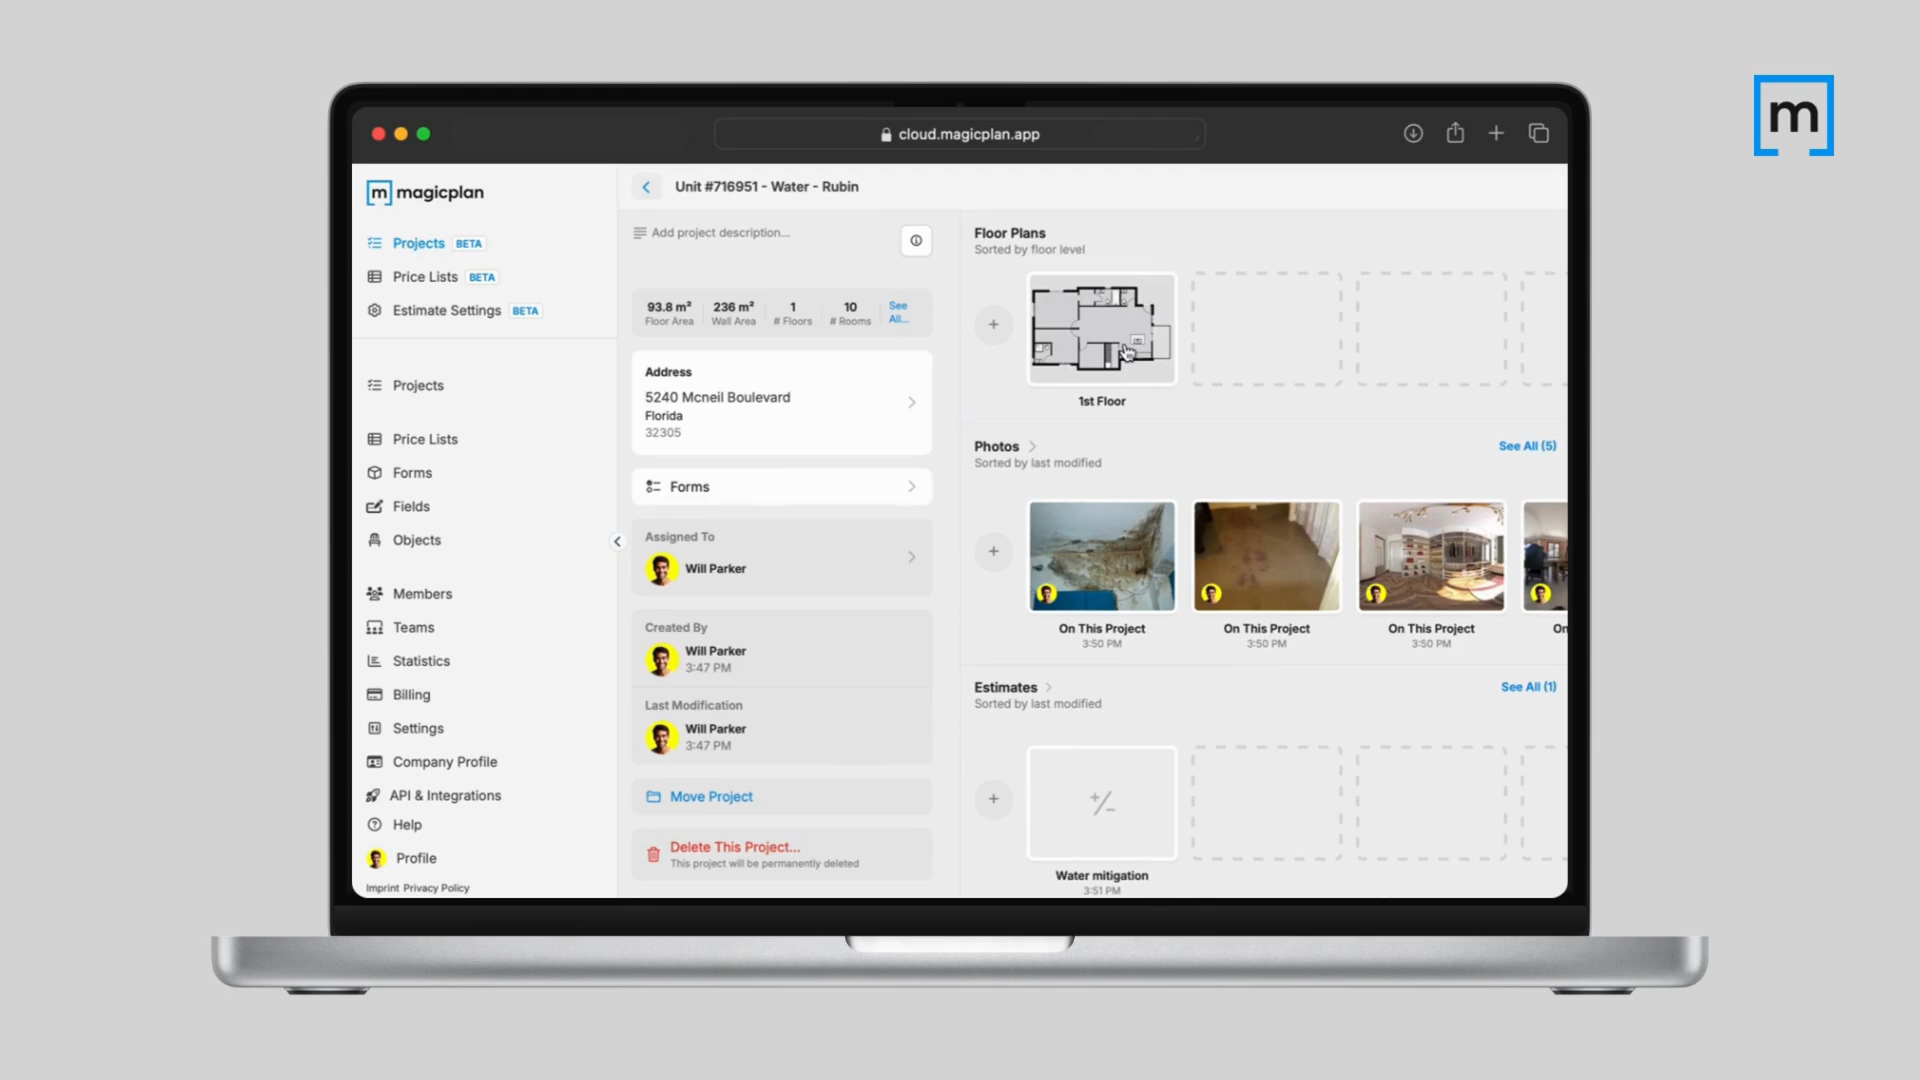 m
cloud.magicplan.app
m magicplan
Projects BETA
Price Lists BETA
Estimate Settings BETA
Projects
Price Lists
Forms
Fields
Objects
Members
Teams
Statistics
Billing
Settings
Company Profile
API & Integrations
Help
Profile
Imprint Privacy Policy
Unit #716951 - Water - Rubin
Add project description...
93.8 m² 236 m² 1 10 See
Floor Area Wall Area # Floors # Rooms All...
Address
5240 Mcneil Boulevard
Florida
32305
Forms
Assigned To
Will Parker
Created By
Will Parker
3:47 PM
Last Modification
Will Parker
3:47 PM
Move Project
Delete This Project...
This project will be permanently deleted
Floor Plans
Sorted by floor level
1st Floor
Photos
See All (5)
Sorted by last modified
On This Project On This Project On This Project On
3:50 PM 3:50 PM 3:50 PM
Estimates
See All (1)
Sorted by last modified
Water mitigation
3:51 PM